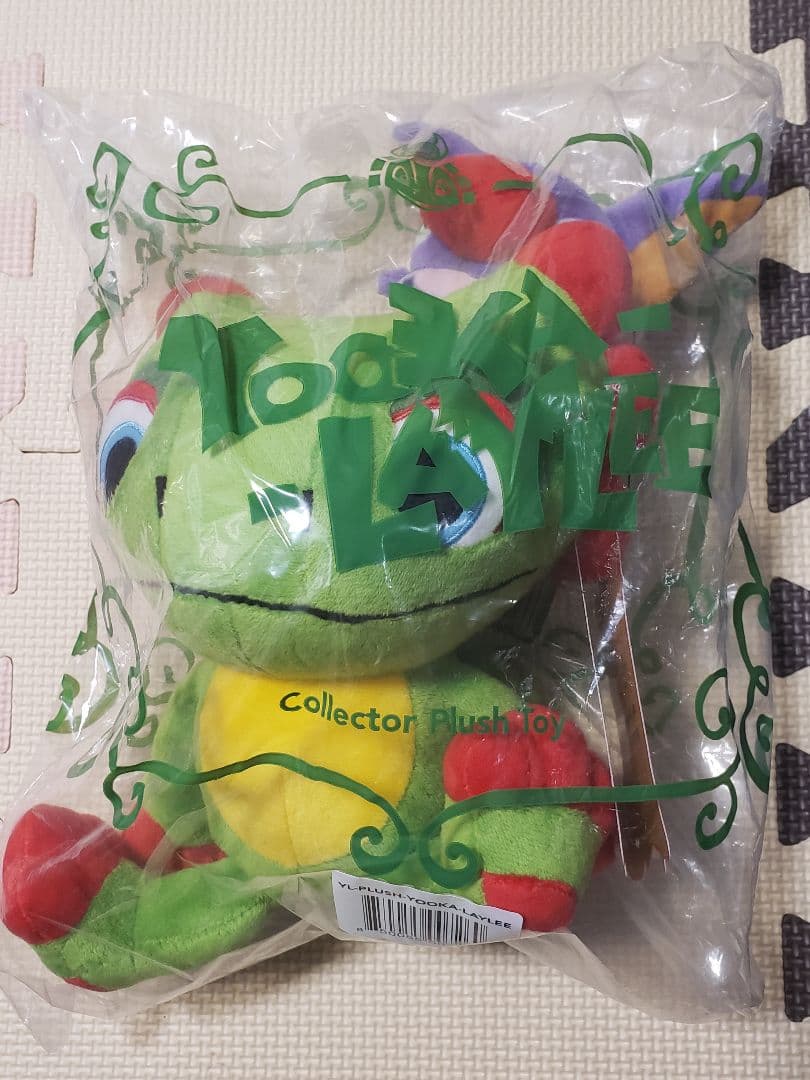 YOOKA-
-LAYLEE
Collector Plush Toy
YL-PLUSH-YOOKA-LAYLEE